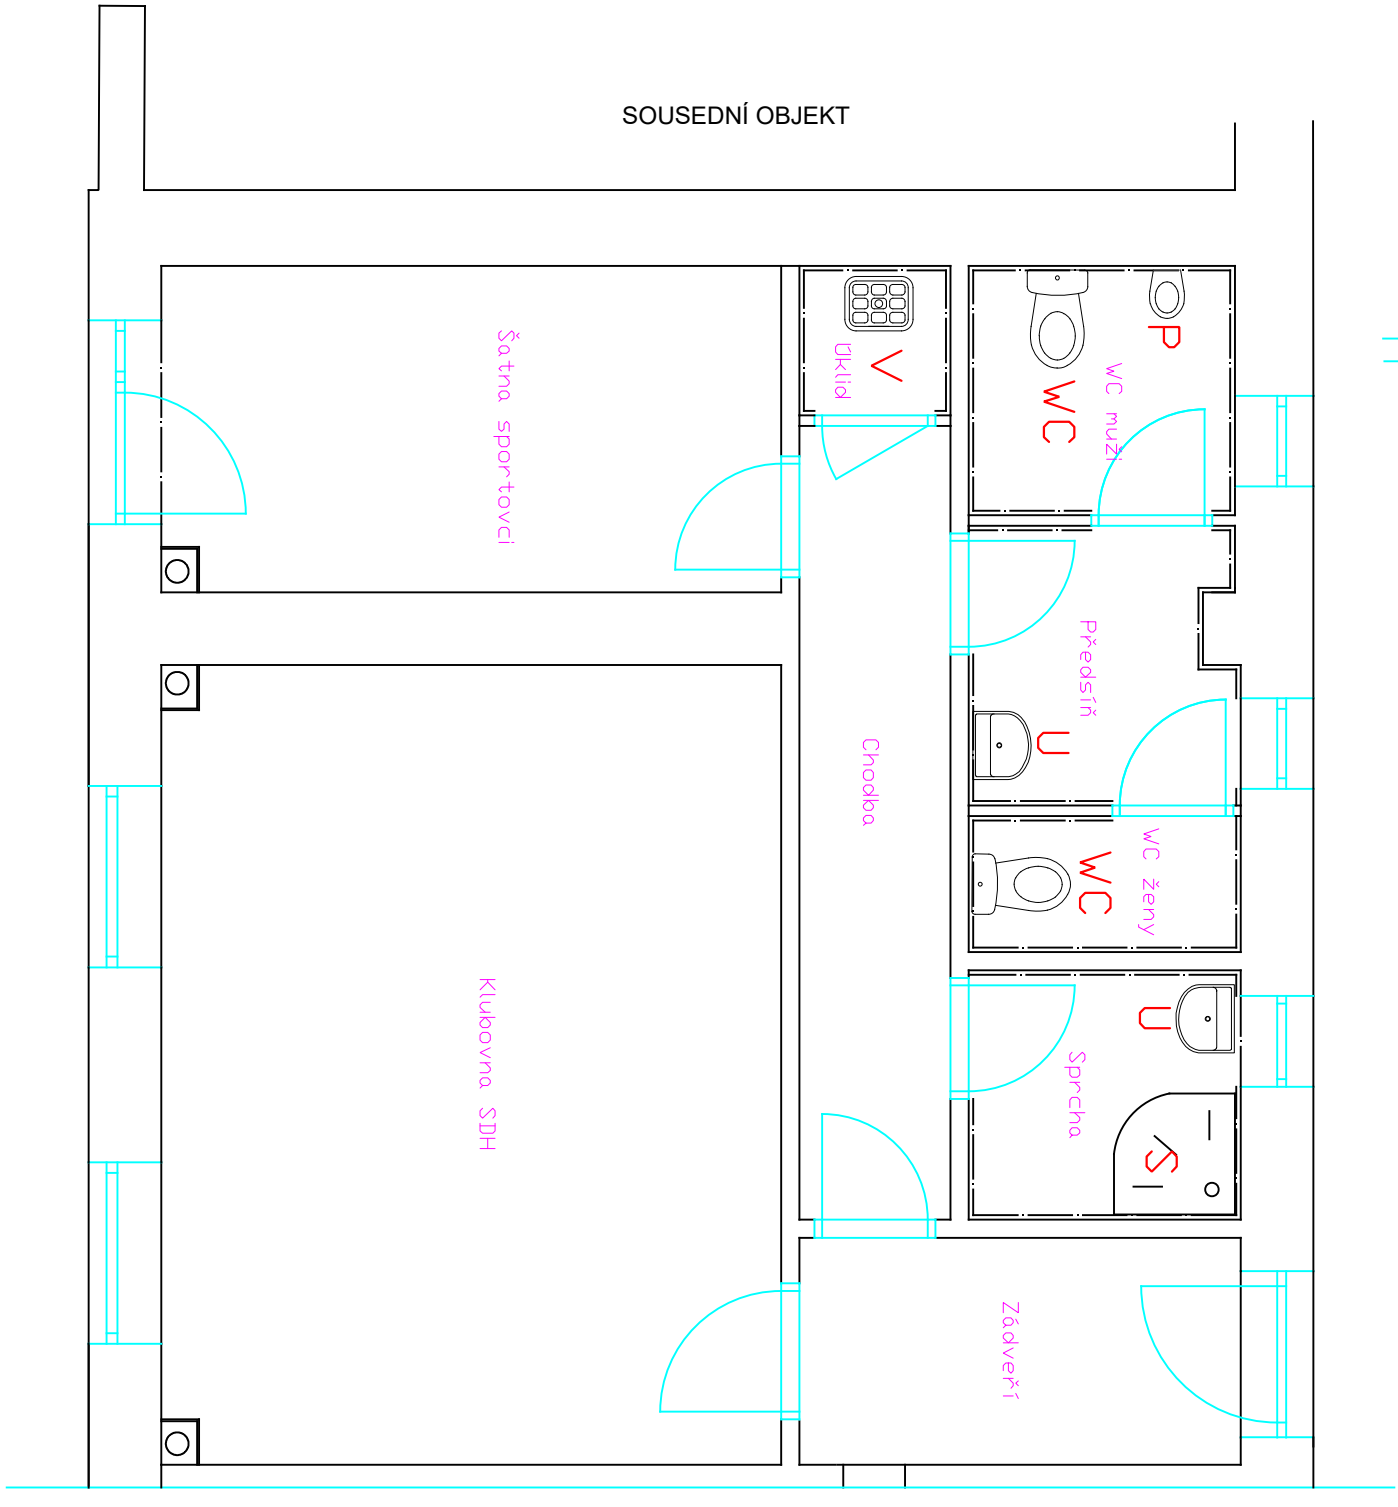 SOUSEDNÍ OBJEKT
Šatna sportovci
Úklid
V
WC muži
WC
P
Předsíň
U
Chodba
WC ženy
WC
Klubovna SDH
Sprcha
U
S
Zádveří